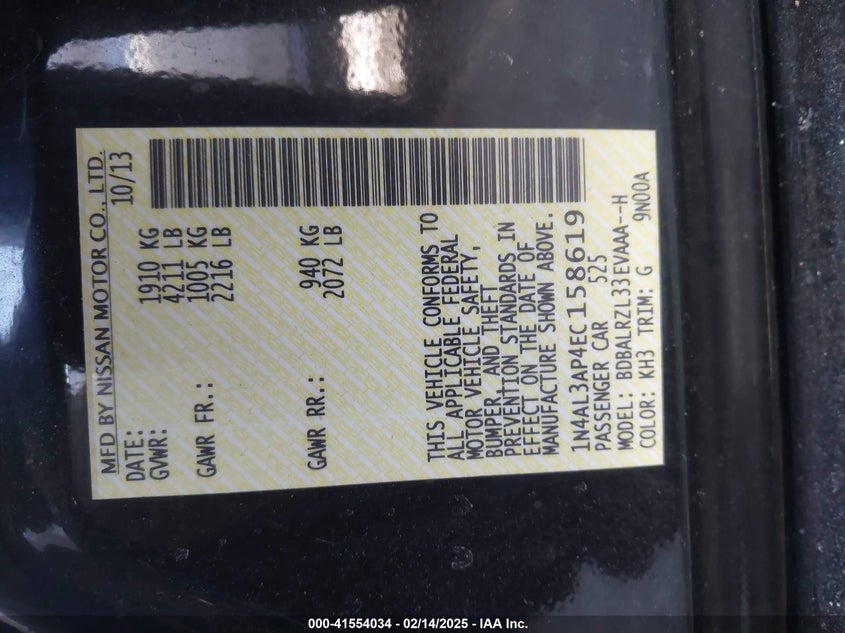 MFD BY NISSAN MOTOR CO., LTD.
DATE: 10/13
GVWR: 1910 KG
4211 LB
GAWR FR.: 1005 KG
2216 LB
GAWR RR.: 940 KG
2072 LB
THIS VEHICLE CONFORMS TO
ALL APPLICABLE FEDERAL
MOTOR VEHICLE SAFETY,
BUMPER, AND THEFT
PREVENTION STANDARDS IN
EFFECT ON THE DATE OF
MANUFACTURE SHOWN ABOVE.
1N4AL3AP4EC158619
PASSENGER CAR 525
MODEL: BDBALRZL33EVAAA--H
COLOR: KH3 TRIM: G 9N00A
000-41554034 - 02/14/2025 - IAA Inc.